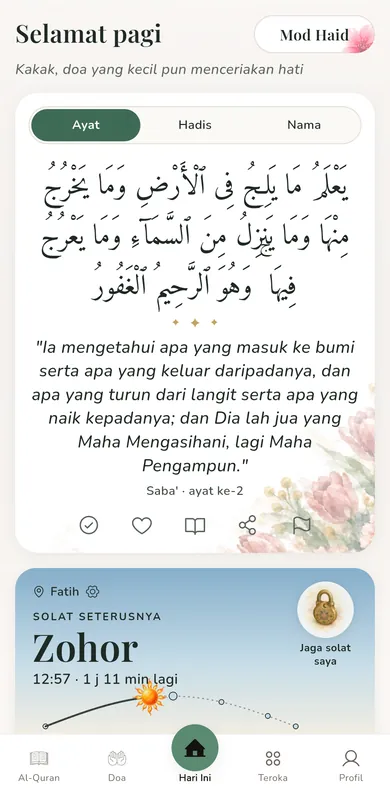 Selamat pagi
Mod Haid
Kakak, doa yang kecil pun menceriakan hati
Ayat
Hadis
Nama
يَعْلَمُ مَا يَلِجُ فِى ٱلْأَرْضِ وَمَا يَخْرُجُ
مِنْهَا وَمَا يَنزِلُ مِنَ ٱلسَّمَآءِ وَمَا يَعْرُجُ
فِيهَا ۚ وَهُوَ ٱلرَّحِيمُ ٱلْغَفُورُ
"Ia mengetahui apa yang masuk ke bumi
serta apa yang keluar daripadanya, dan
apa yang turun dari langit serta apa yang
naik kepadanya; dan Dia lah jua yang
Maha Mengasihani, lagi Maha
Pengampun."
Saba' · ayat ke-2
Fatih
SOLAT SETERUSNYA
Zohor
12:57 · 1 j 11 min lagi
Jaga solat
saya
Al-Quran
Doa
Hari Ini
Teroka
Profil